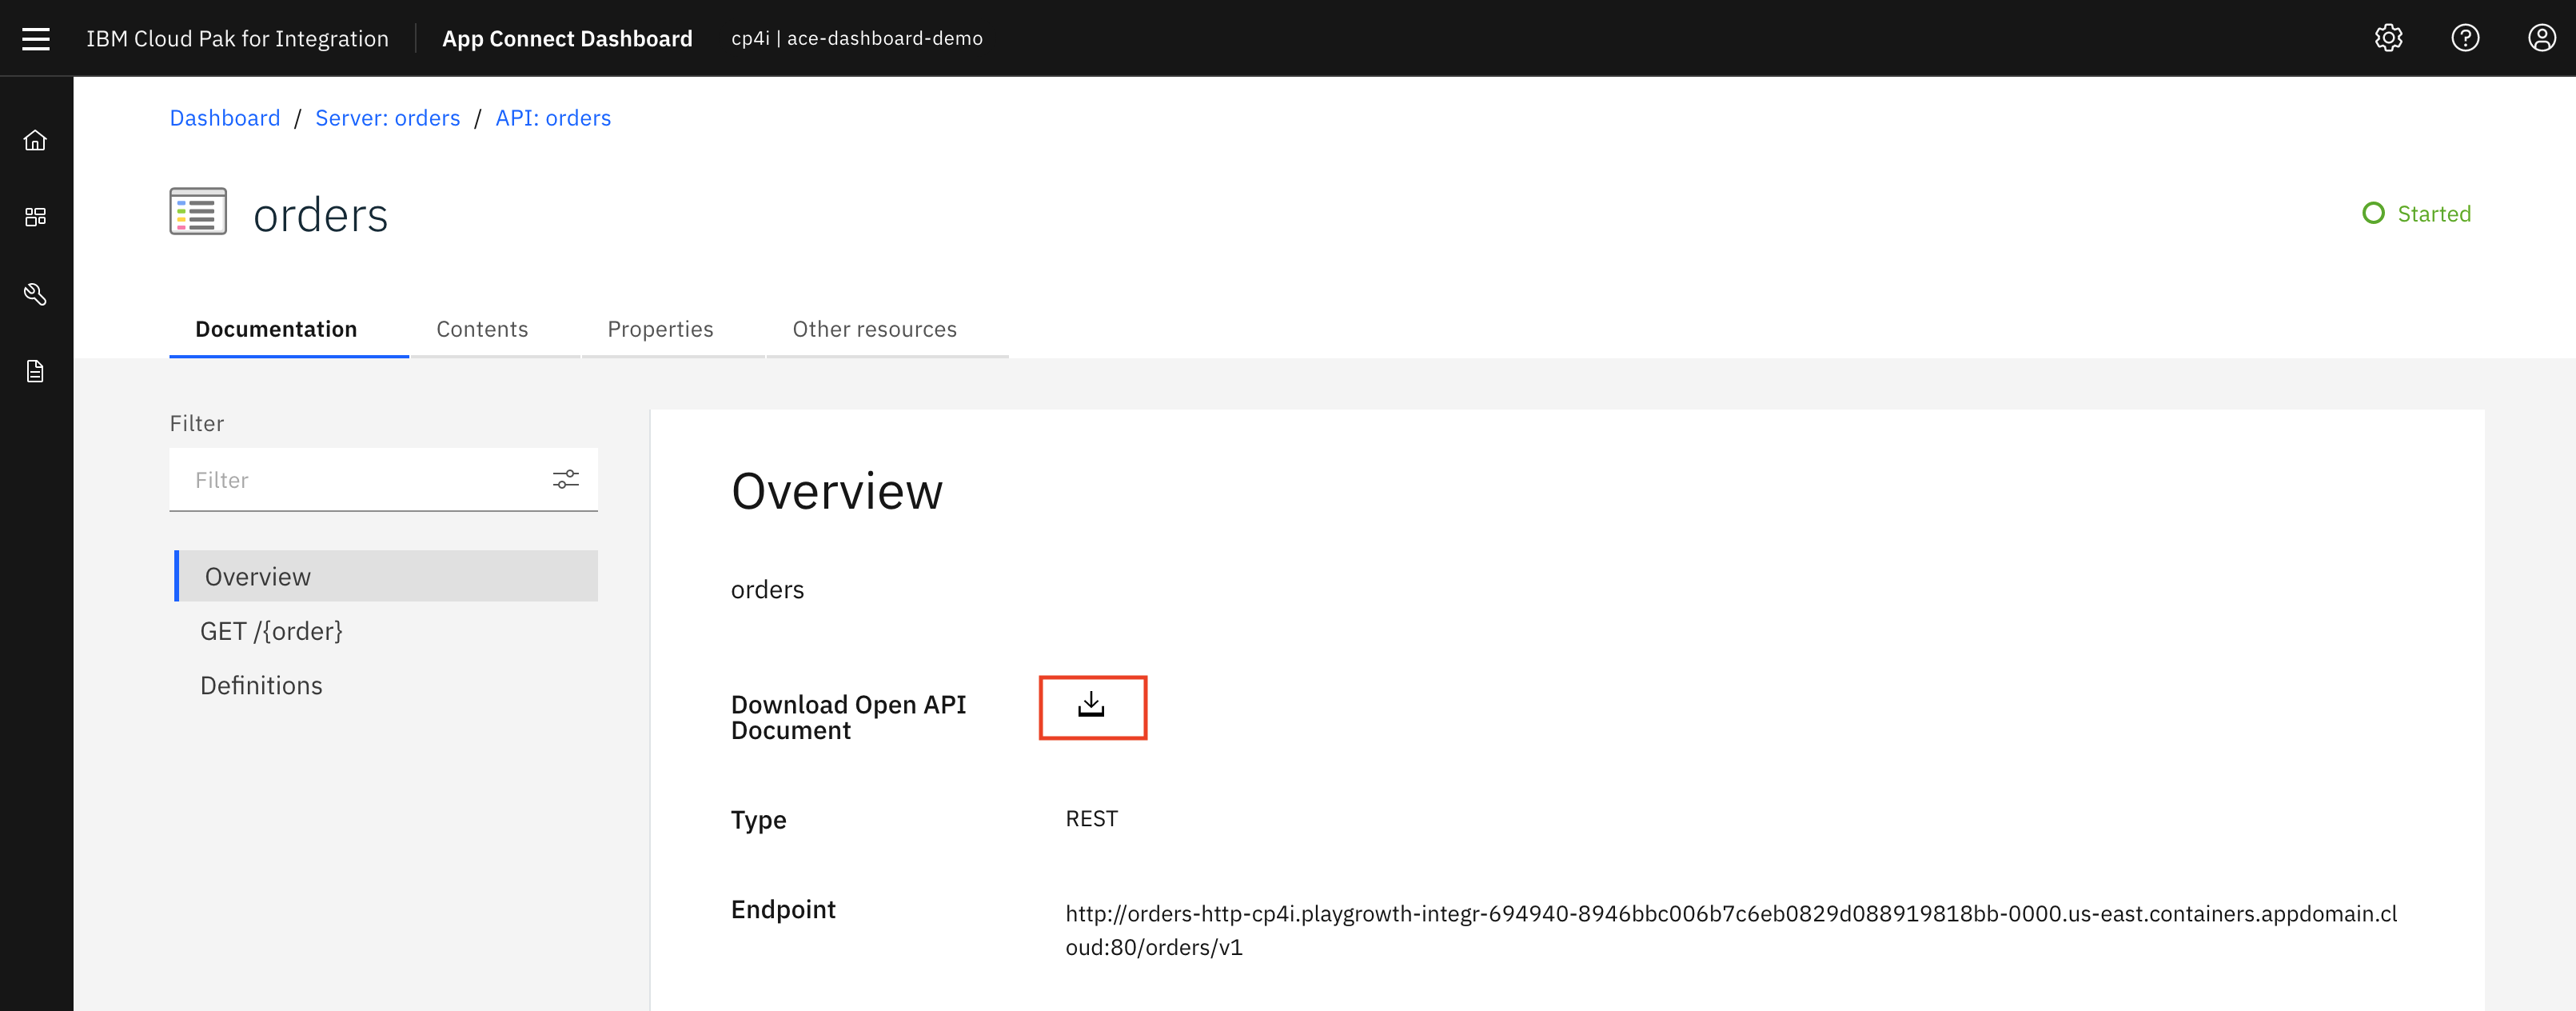 IBM Cloud Pak for Integration
App Connect Dashboard
cp4i | ace-dashboard-demo
Dashboard / Server: orders / API: orders
orders
Started
Documentation
Contents
Properties
Other resources
Filter
Filter
Overview
GET /{order}
Definitions
Overview
orders
Download Open API
Document
Type
REST
Endpoint
http://orders-http-cp4i.playgrowth-integr-694940-8946bbc006b7c6eb0829d088919818bb-0000.us-east.containers.appdomain.cl
oud:80/orders/v1